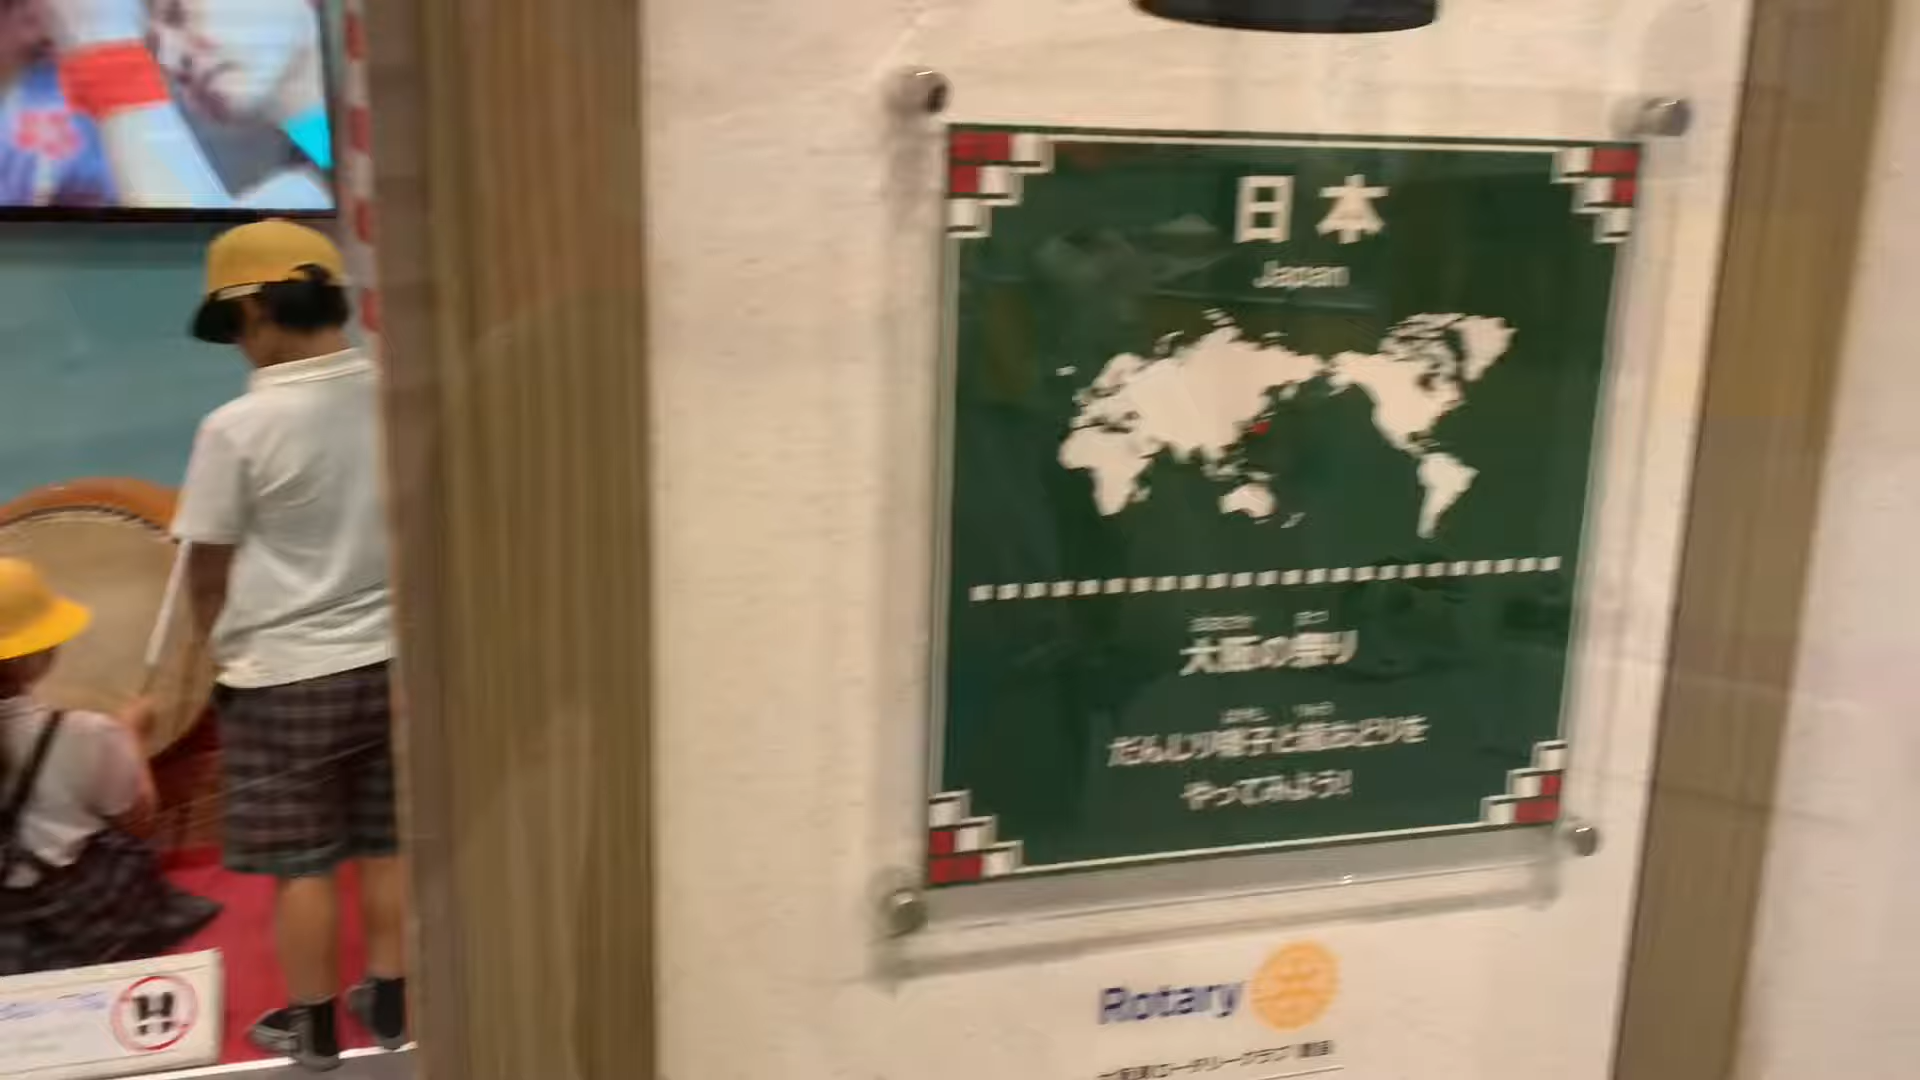 日本
Japan
大阪の祭り
だんじり囃子と龍おどりを
やってみよう!
Rotary